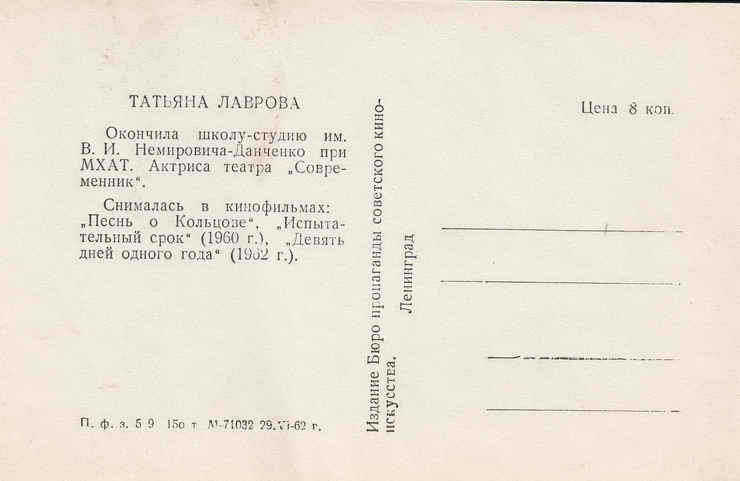 ТАТЬЯНА ЛАВРОВА
Окончила школу-студию им.
В. И. Немировича-Данченко при
МХАТ. Актриса театра „Совре-
менник“.
Снималась в кинофильмах:
„Песнь о Кольцове“, „Испыта-
тельный срок“ (1960 г.), „Девять
дней одного года“ (1962 г.).
П. ф. з. 5 9 150 т М-71032 29.VI-62 г.
Издание Бюро пропаганды советского кино-
искусства.
Ленинград
Цена 8 коп.